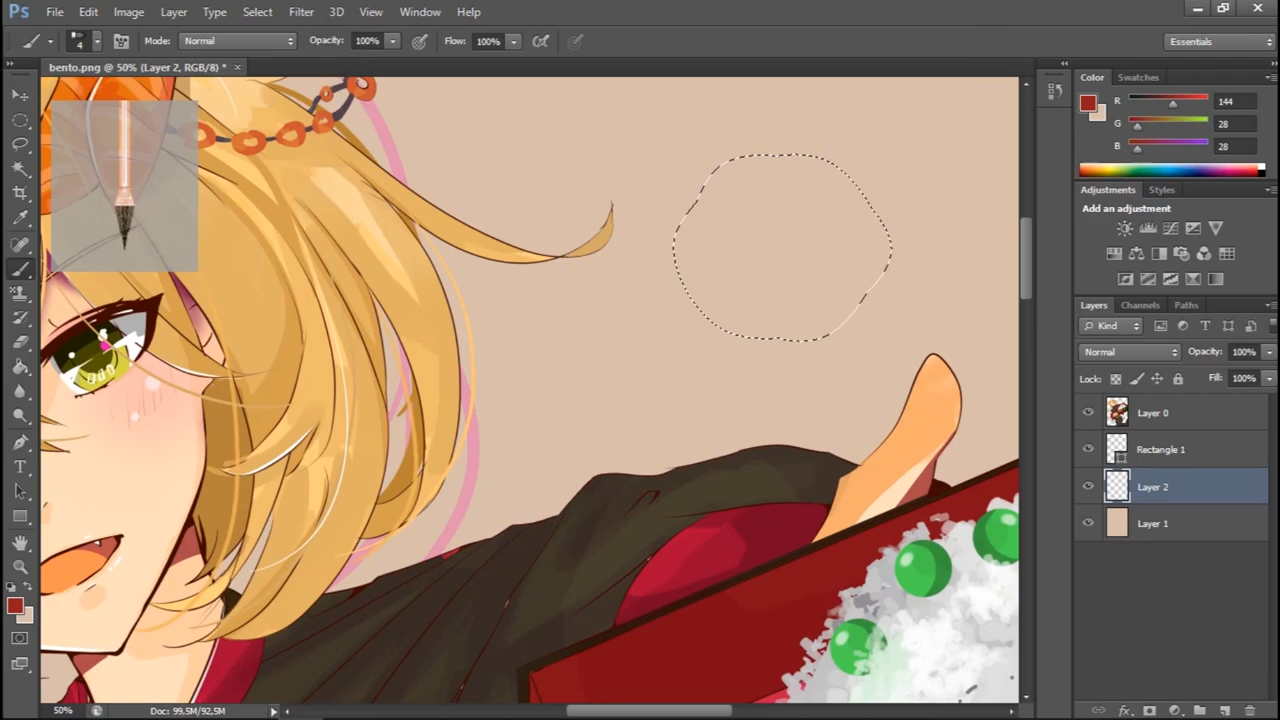 Ps File Edit Image Layer Type Select Filter 3D View Window Help
4 Mode: Normal Opacity: 100% Flow: 100% Essentials
bento.png @ 50% (Layer 2, RGB/8) * ×
Color Swatches
R 144
G 28
B 28
Adjustments Styles
Add an adjustment
Layers Channels Paths
Kind
Normal Opacity: 100%
Lock: Fill: 100%
Layer 0
Rectangle 1
Layer 2
Layer 1
50% Doc: 99,5M/92,5M